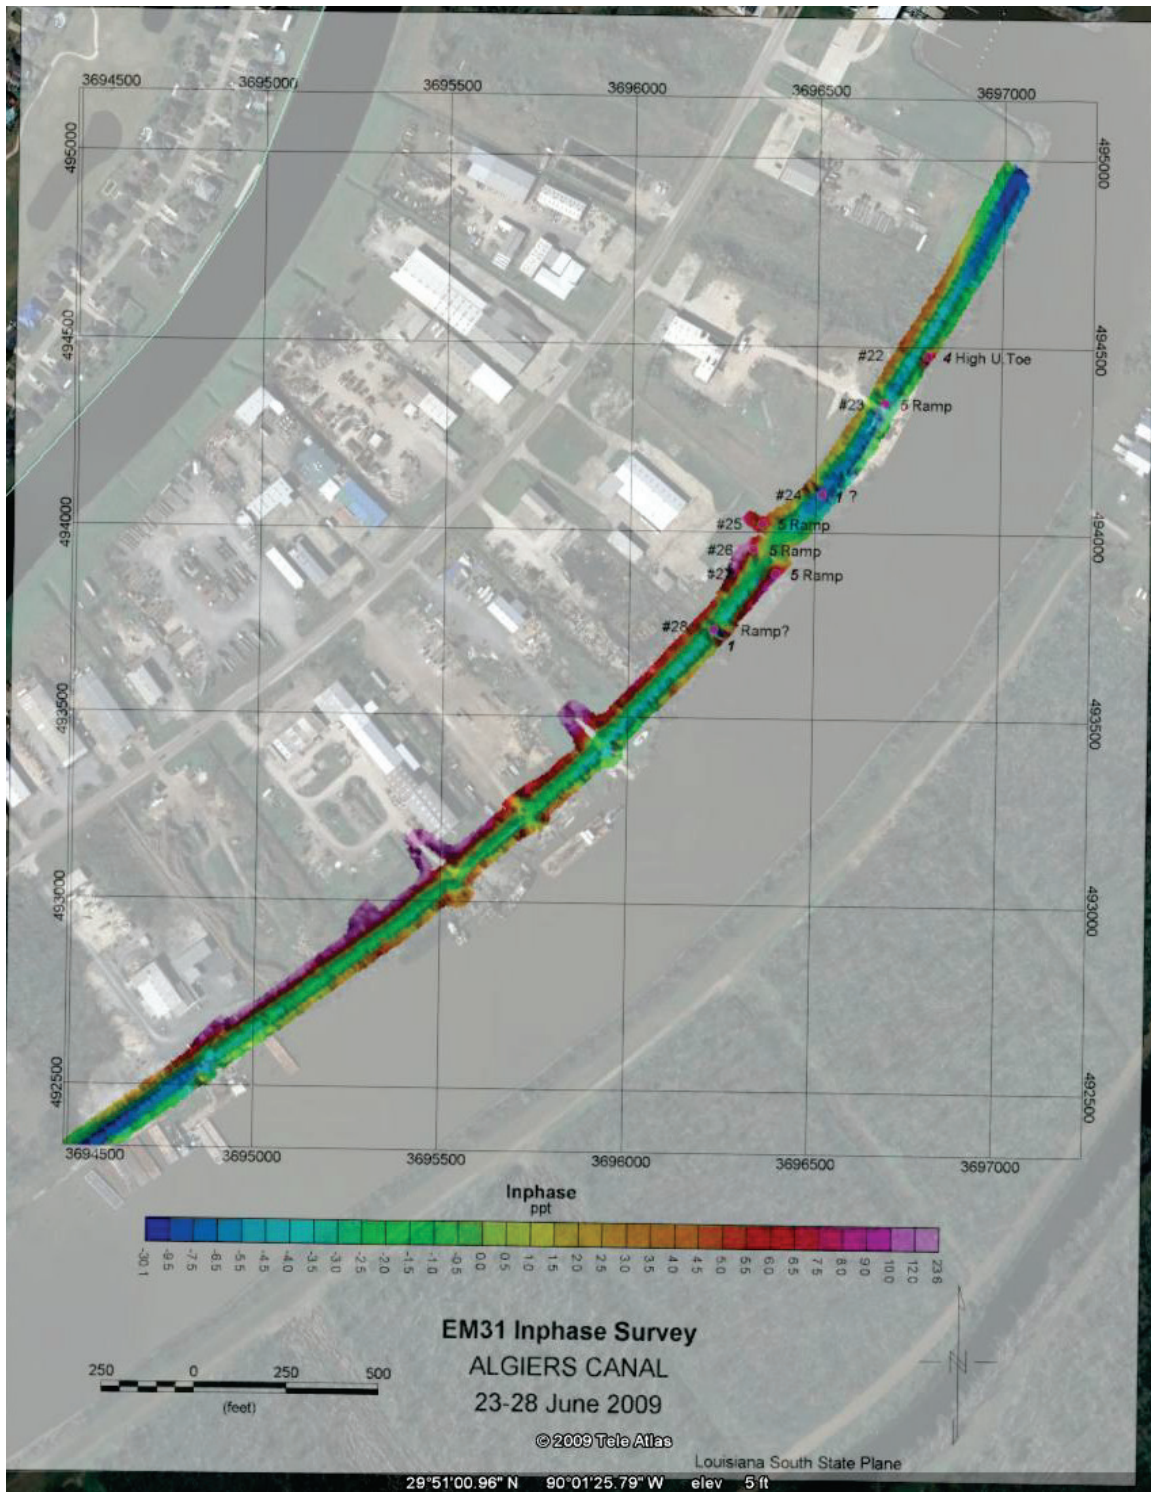 3694500 3695000 3695500 3696000 3696500 3697000
495000 495000
494500 494500
#22 4 High U.Toe
#23 5 Ramp
#24 1 ?
494000 494000
#25 5 Ramp
#26 5 Ramp
#27 5 Ramp
#28 Ramp?
1
493500 493500
493000 493000
492500 492500
3694500 3695000 3695500 3696000 3696500 3697000
Inphase
ppt
-30.1 -9.5 -7.5 -6.5 -5.5 -4.5 -4.0 -3.5 -3.0 -2.5 -2.0 -1.5 -1.0 -0.5 0.0 0.5 1.0 1.5 2.0 2.5 3.0 3.5 4.0 4.5 5.0 5.5 6.0 6.5 7.5 8.0 9.0 10.0 12.0 23.6
EM31 Inphase Survey
ALGIERS CANAL
23-28 June 2009
250 0 250 500
(feet)
N
© 2009 Tele Atlas
Louisiana South State Plane
29°51'00.96" N 90°01'25.79" W elev 5 ft